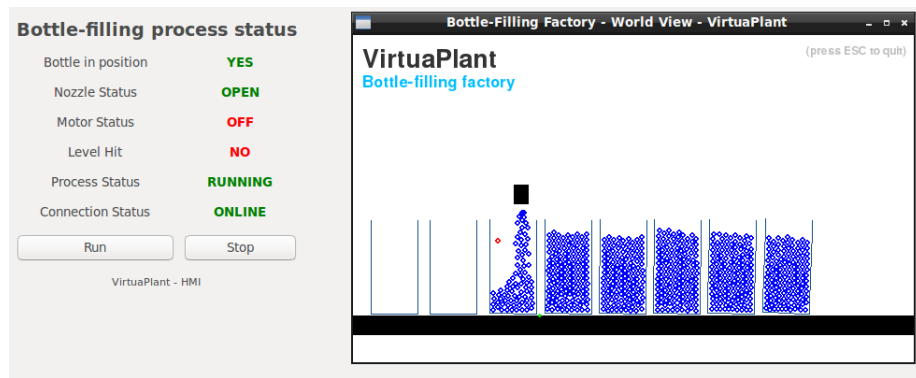 Bottle-filling process status
Bottle in position YES
Nozzle Status OPEN
Motor Status OFF
Level Hit NO
Process Status RUNNING
Connection Status ONLINE
Run Stop
VirtuaPlant - HMI
Bottle-Filling Factory - World View - VirtuaPlant
VirtuaPlant
(press ESC to quit)
Bottle-filling factory